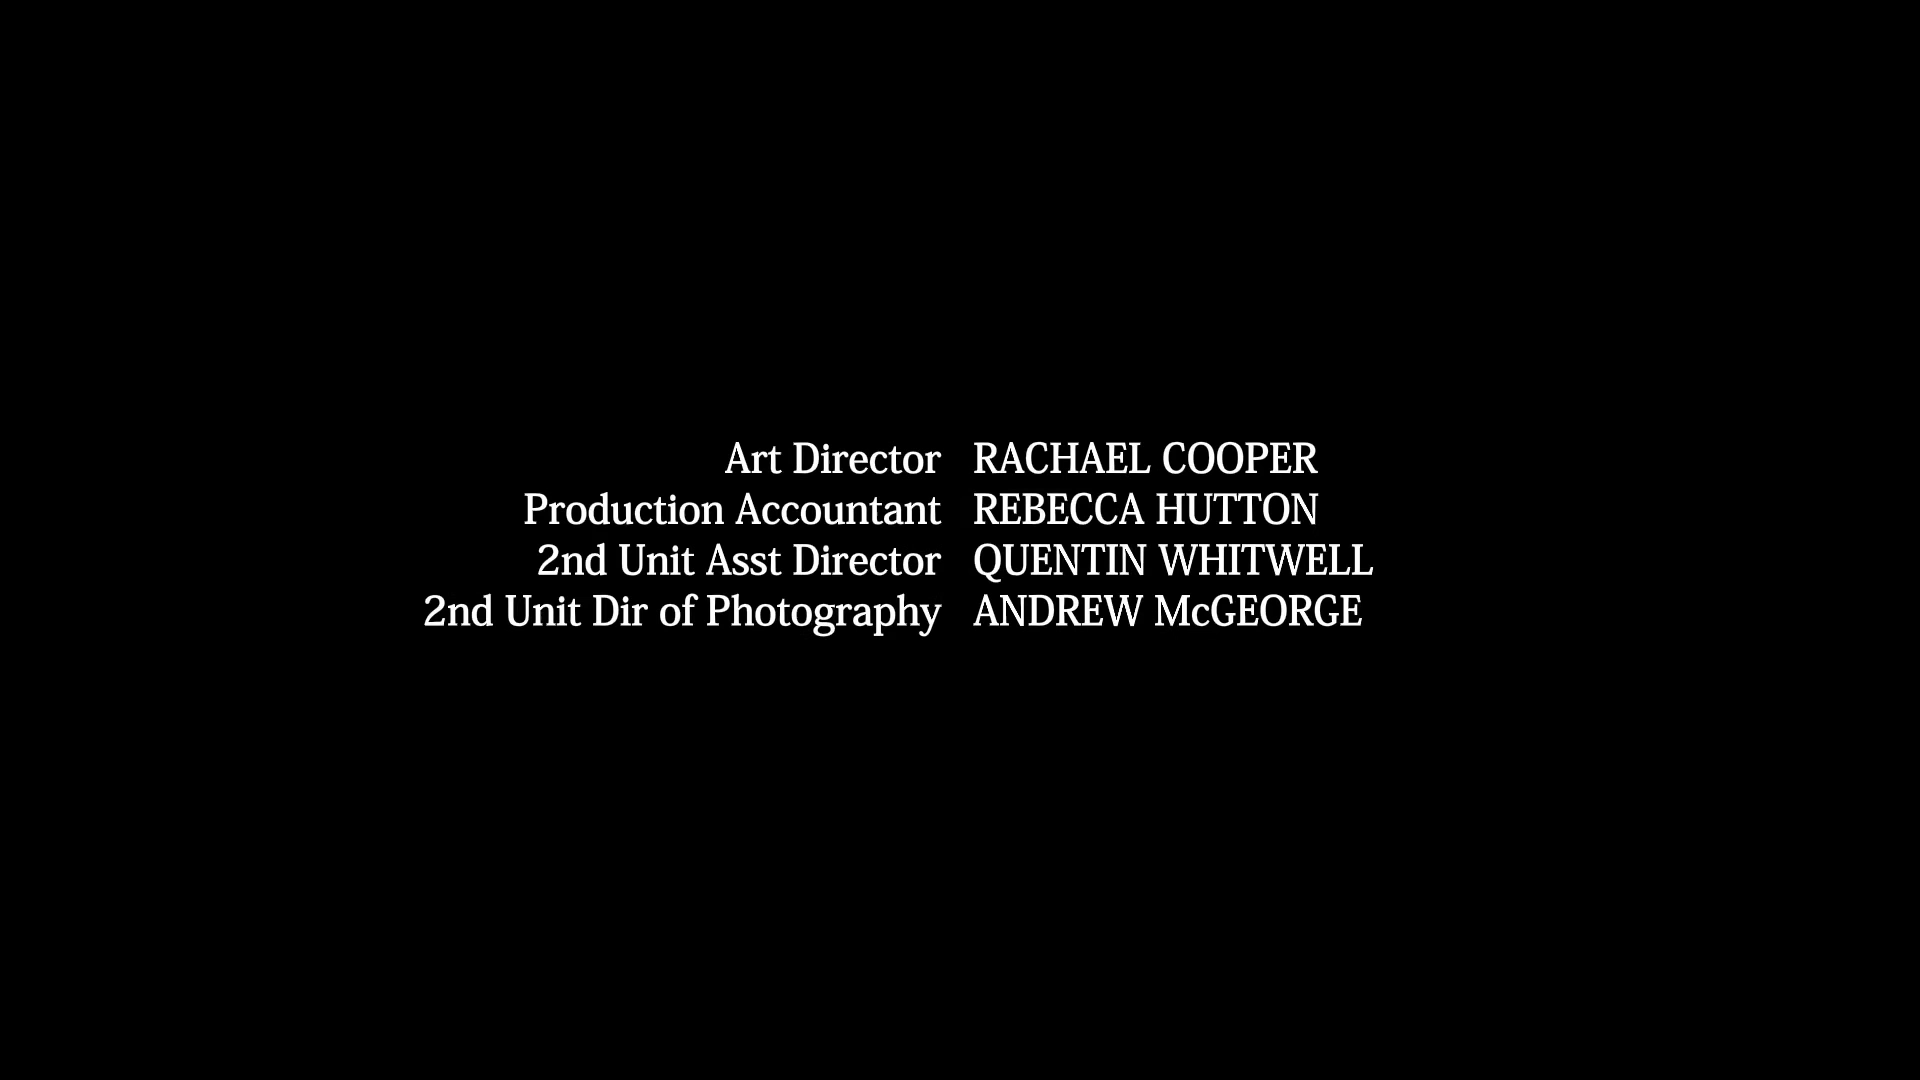 Art Director RACHAEL COOPER
Production Accountant REBECCA HUTTON
2nd Unit Asst Director QUENTIN WHITWELL
2nd Unit Dir of Photography ANDREW McGEORGE